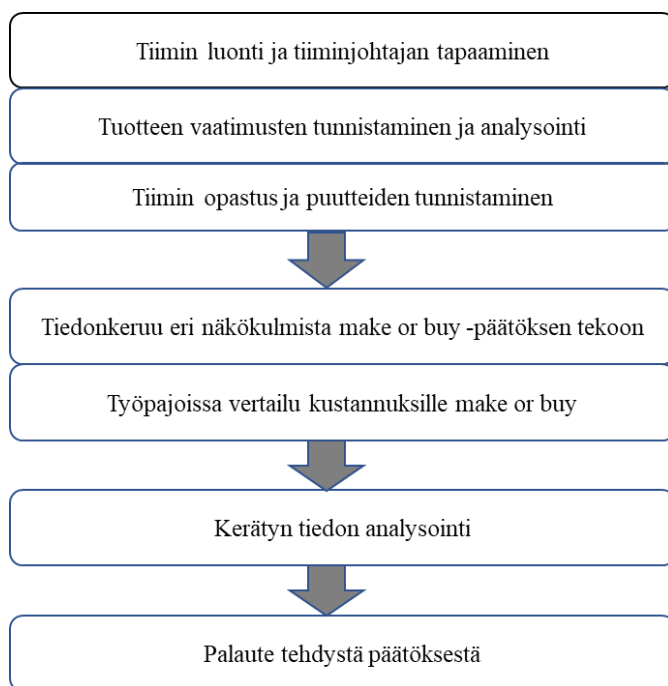 Tiimin luonti ja tiiminjohtajan tapaaminen
Tuotteen vaatimusten tunnistaminen ja analysointi
Tiimin opastus ja puutteiden tunnistaminen
Tiedonkeruu eri näkökulmista make or buy -päätöksen tekoon
Työpajoissa vertailu kustannuksille make or buy
Kerätyn tiedon analysointi
Palaute tehdystä päätöksestä